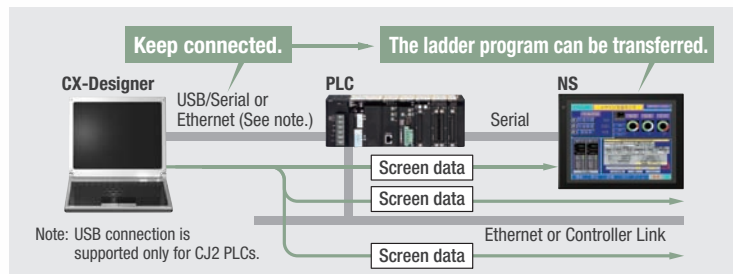 Keep connected.
The ladder program can be transferred.
CX-Designer
PLC
NS
USB/Serial or
Ethernet (See note.)
Serial
Screen data
Screen data
Ethernet or Controller Link
Screen data
Note: USB connection is
supported only for CJ2 PLCs.